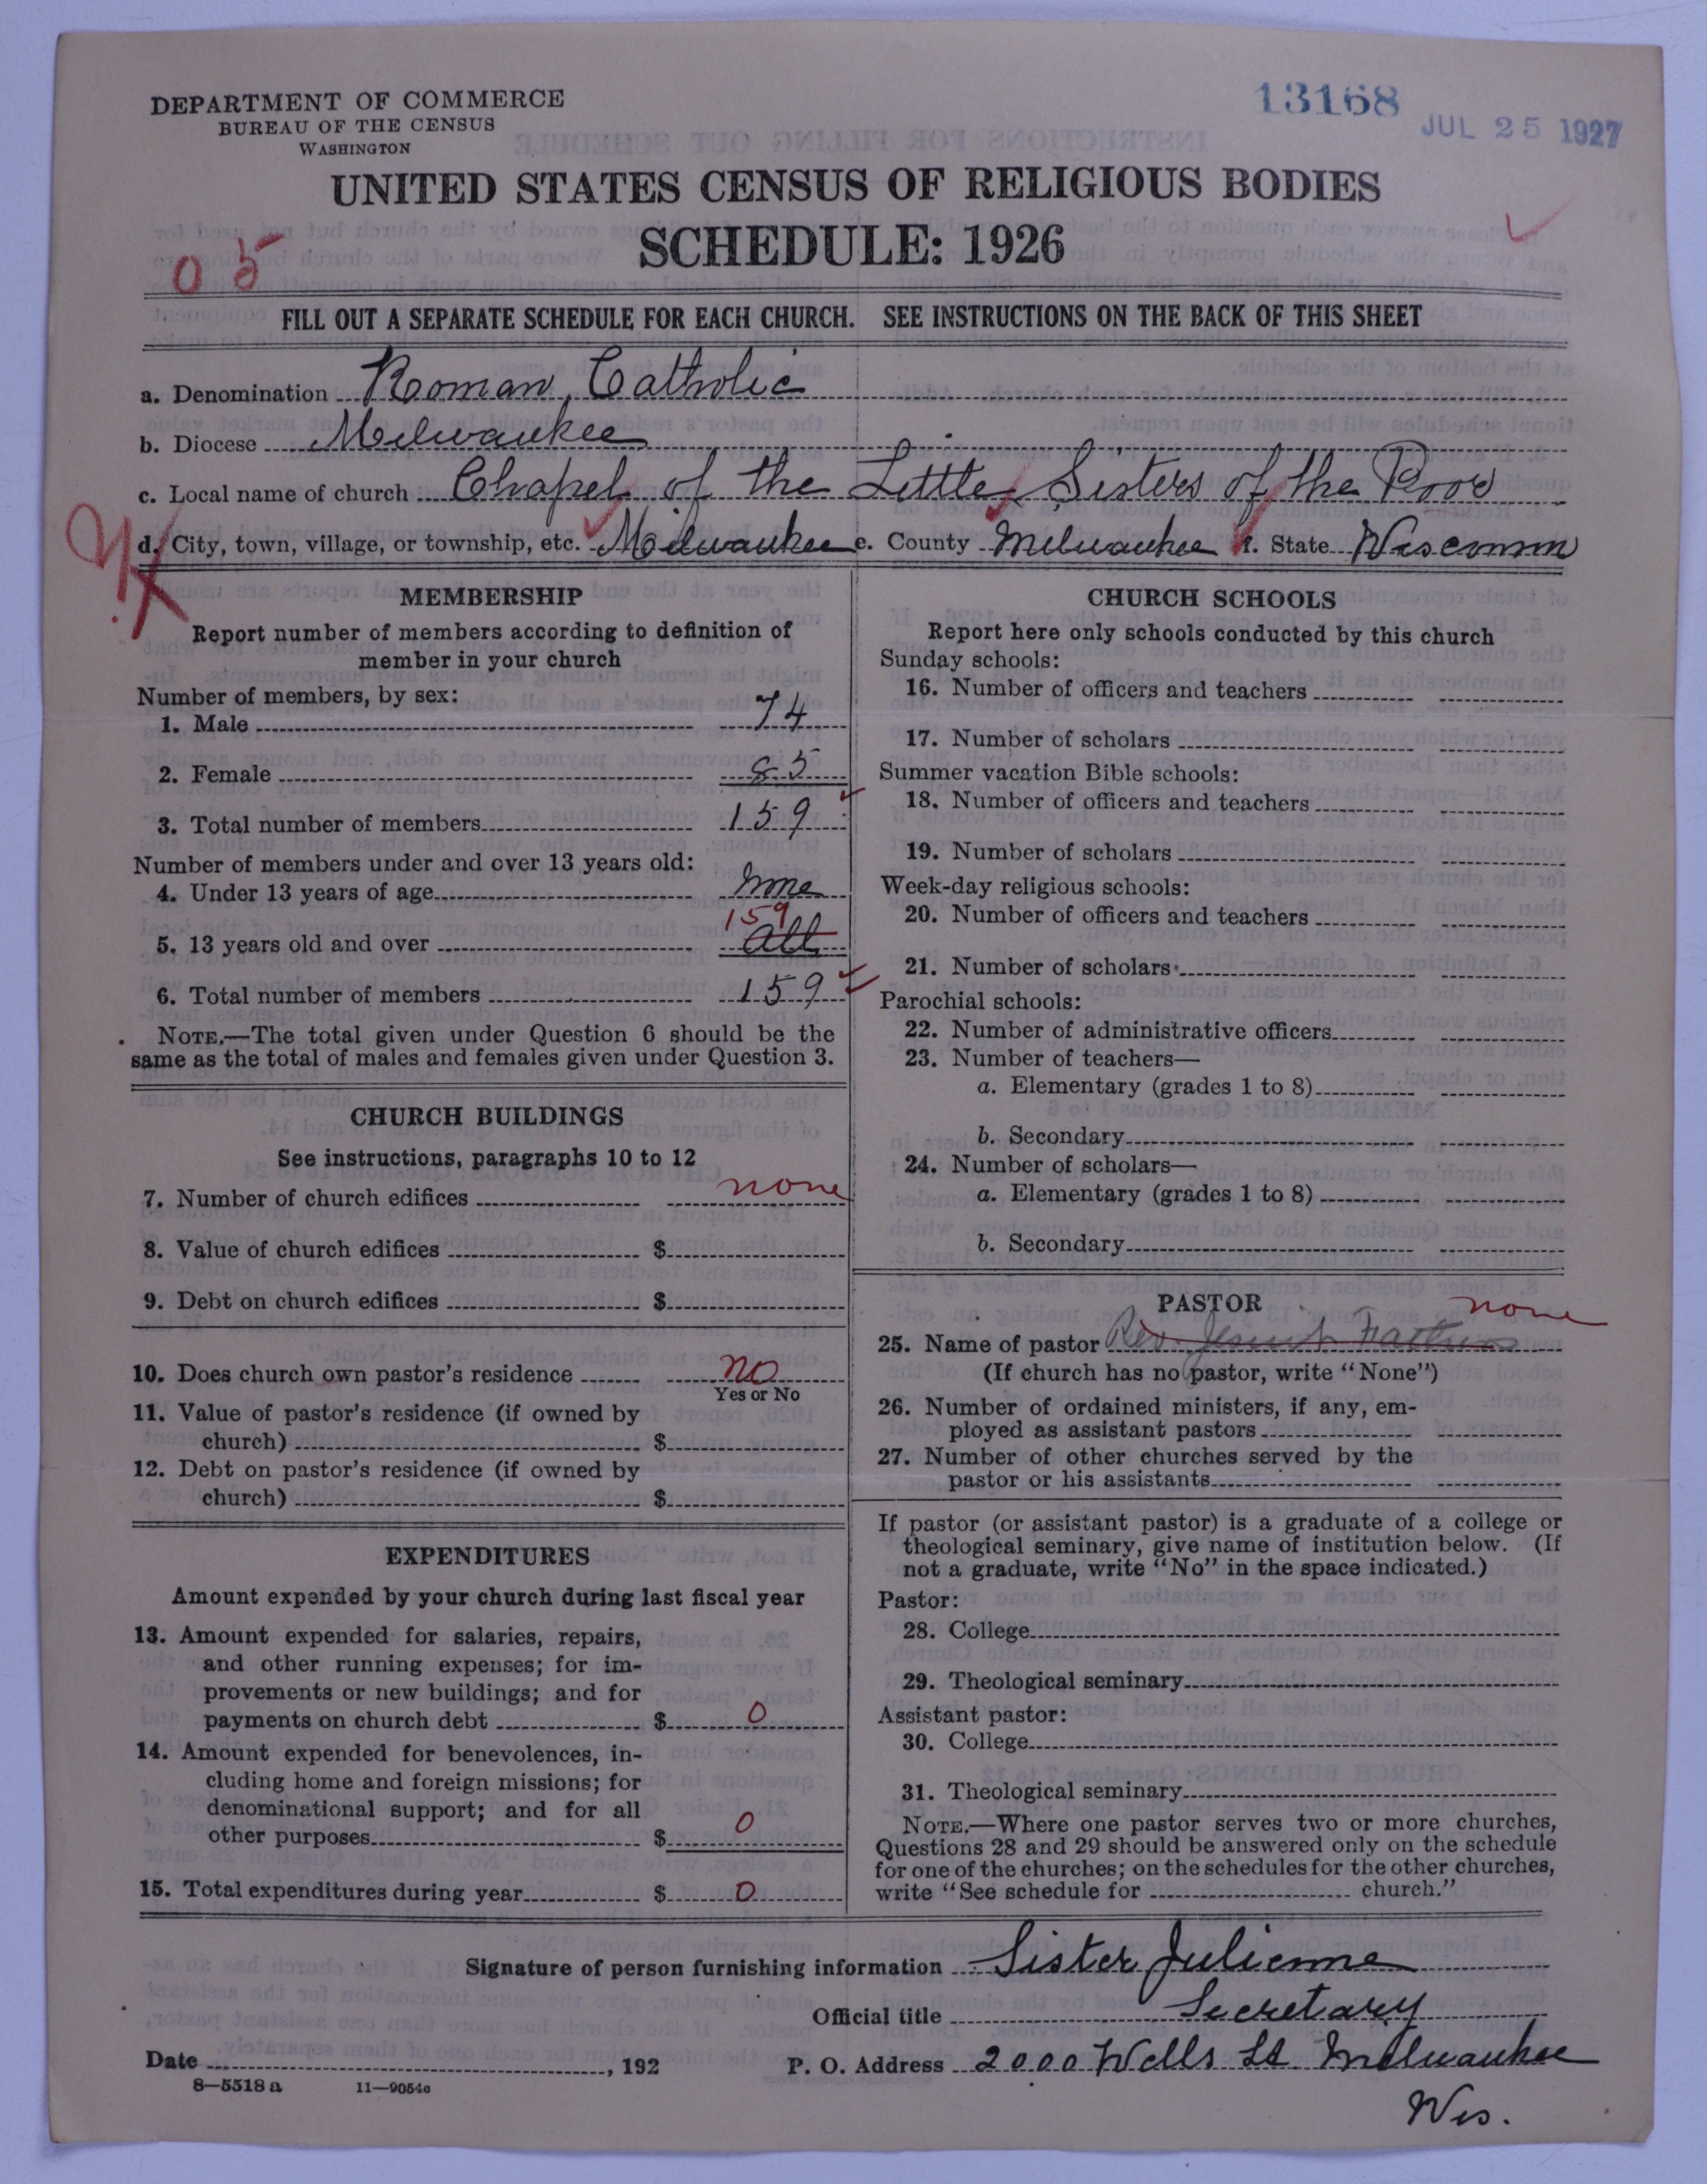 DEPARTMENT OF COMMERCE
BUREAU OF THE CENSUS
WASHINGTON
13168
JUL 25 1927
UNITED STATES CENSUS OF RELIGIOUS BODIES
SCHEDULE: 1926
05
FILL OUT A SEPARATE SCHEDULE FOR EACH CHURCH. SEE INSTRUCTIONS ON THE BACK OF THIS SHEET
a. Denomination Roman Catholic
b. Diocese Milwaukee
c. Local name of church Chapel of the Little Sisters of the Poor
d. City, town, village, or township, etc. Milwaukee e. County Milwaukee f. State Wisconsin
MEMBERSHIP
Report number of members according to definition of
member in your church
Number of members, by sex:
1. Male 74
2. Female 85
3. Total number of members 159
Number of members under and over 13 years old:
4. Under 13 years of age none
159
5. 13 years old and over all
6. Total number of members 159
NOTE.—The total given under Question 6 should be the
same as the total of males and females given under Question 3.
CHURCH BUILDINGS
See instructions, paragraphs 10 to 12
7. Number of church edifices none
8. Value of church edifices $
9. Debt on church edifices $
10. Does church own pastor's residence no
Yes or No
11. Value of pastor's residence (if owned by
church) $
12. Debt on pastor's residence (if owned by
church) $
EXPENDITURES
Amount expended by your church during last fiscal year
13. Amount expended for salaries, repairs,
and other running expenses; for im-
provements or new buildings; and for
payments on church debt $ 0
14. Amount expended for benevolences, in-
cluding home and foreign missions; for
denominational support; and for all
other purposes $ 0
15. Total expenditures during year $ 0
CHURCH SCHOOLS
Report here only schools conducted by this church
Sunday schools:
16. Number of officers and teachers
17. Number of scholars
Summer vacation Bible schools:
18. Number of officers and teachers
19. Number of scholars
Week-day religious schools:
20. Number of officers and teachers
21. Number of scholars
Parochial schools:
22. Number of administrative officers
23. Number of teachers—
a. Elementary (grades 1 to 8)
b. Secondary
24. Number of scholars—
a. Elementary (grades 1 to 8)
b. Secondary
PASTOR none
25. Name of pastor Rev. Jesuit Fathers
(If church has no pastor, write "None")
26. Number of ordained ministers, if any, em-
ployed as assistant pastors
27. Number of other churches served by the
pastor or his assistants
If pastor (or assistant pastor) is a graduate of a college or
theological seminary, give name of institution below. (If
not a graduate, write "No" in the space indicated.)
Pastor:
28. College
29. Theological seminary
Assistant pastor:
30. College
31. Theological seminary
NOTE.—Where one pastor serves two or more churches,
Questions 28 and 29 should be answered only on the schedule
for one of the churches; on the schedules for the other churches,
write "See schedule for church."
Signature of person furnishing information Sister Julienne
Official title Secretary
Date , 192 P. O. Address 2000 Wells St. Milwaukee
8—5518a 11—9054c
Wis.